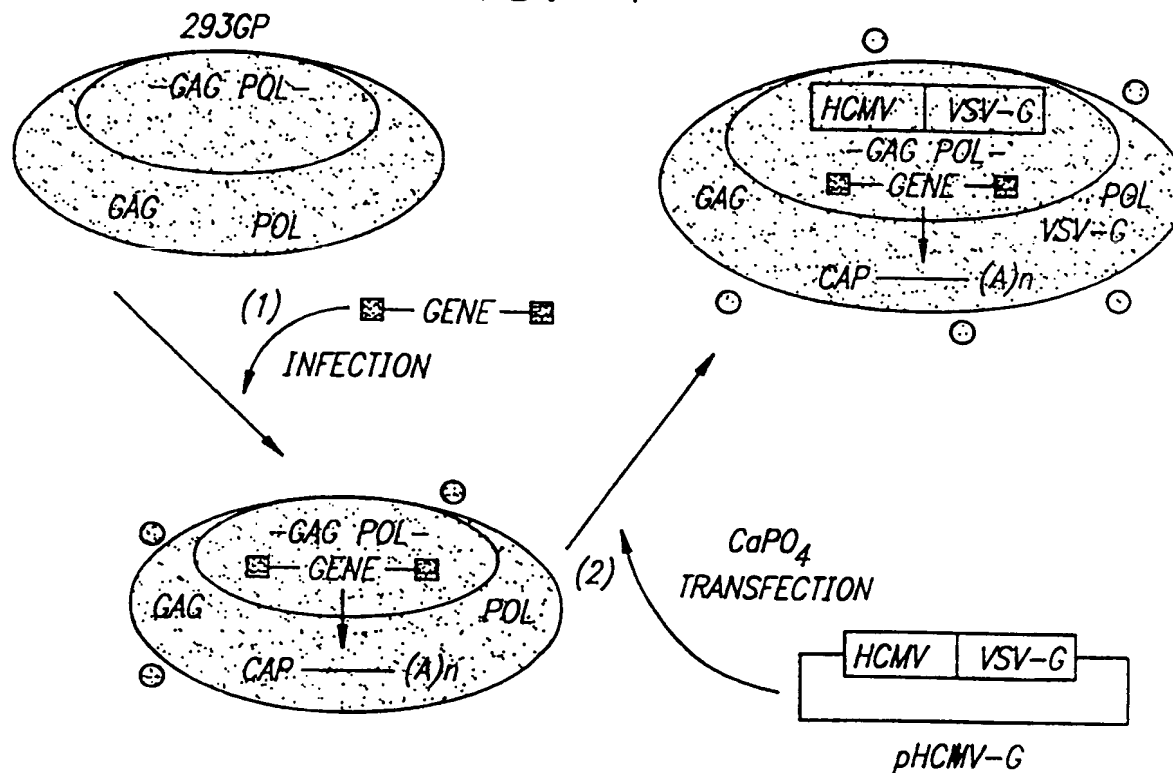 293GP
-GAG POL-
GAG
POL
(1)
GENE
INFECTION
-GAG POL-
GENE
GAG
POL
CAP
(A)n
(2)
CaPO4
TRANSFECTION
HCMV
VSV-G
pHCMV-G
HCMV
VSV-G
-GAG POL-
GENE
GAG
POL
VSV-G
CAP
(A)n